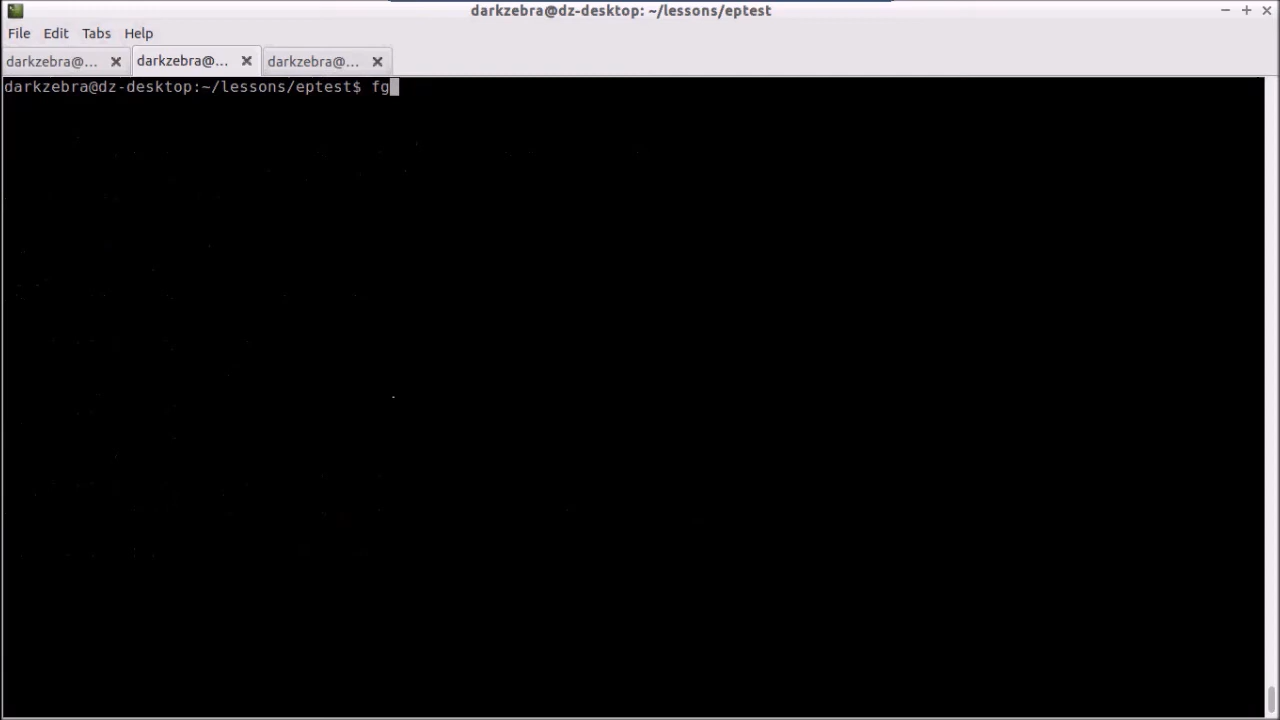 darkzebra@dz-desktop: ~/lessons/eptest
File Edit Tabs Help
darkzebra@... darkzebra@... darkzebra@...
darkzebra@dz-desktop:~/lessons/eptest$ fg